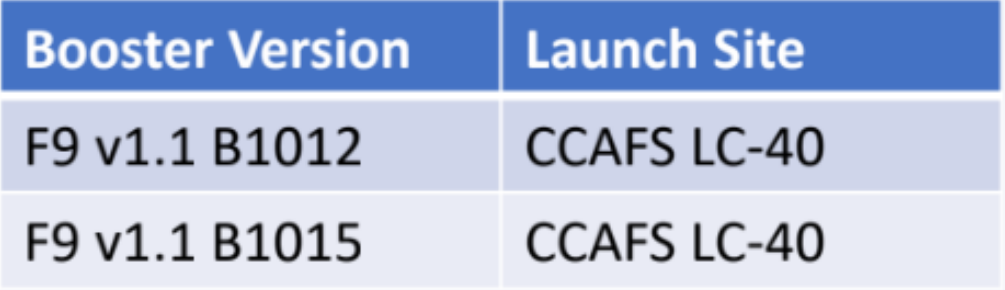 Booster Version Launch Site
F9 v1.1 B1012 CCAFS LC-40
F9 v1.1 B1015 CCAFS LC-40